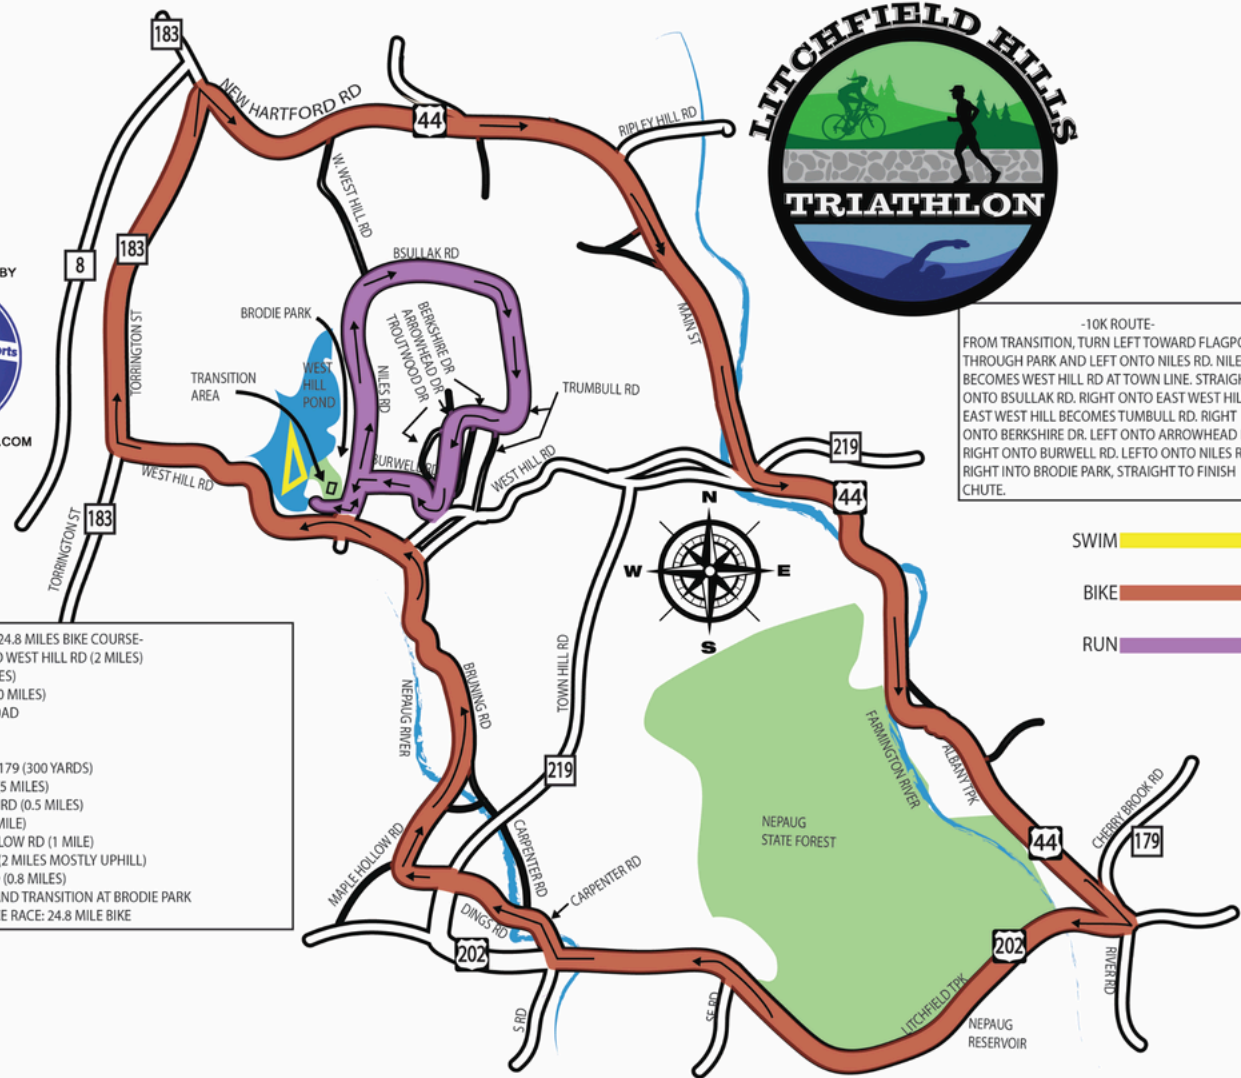 183
LITCHFIELD HILLS
TRIATHLON
NEW HARTFORD RD
44
RIPLEY HILL RD
W. WEST HILL RD
183
8
BSULLAK RD
BY
BRODIE PARK
BERKSHIRE DR
ARROWHEAD DR
TROUTWOOD DR
MAIN ST
TORRINGTON ST
WEST
HILL
POND
NILES RD
TRANSITION
AREA
TRUMBULL RD
-10K ROUTE-
FROM TRANSITION, TURN LEFT TOWARD FLAGPO
THROUGH PARK AND LEFT ONTO NILES RD. NILE
BECOMES WEST HILL RD AT TOWN LINE. STRAIGH
ONTO BSULLAK RD. RIGHT ONTO EAST WEST HIL
EAST WEST HILL BECOMES TUMBULL RD. RIGHT
ONTO BERKSHIRE DR. LEFT ONTO ARROWHEAD
RIGHT ONTO BURWELL RD. LEFTO ONTO NILES R
RIGHT INTO BRODIE PARK, STRAIGHT TO FINISH
CHUTE.
orts
.COM
WEST HILL RD
BURWELL RD
WEST HILL RD
219
44
183
TORRINGTON ST
N
W
E
S
SWIM
BIKE
RUN
24.8 MILES BIKE COURSE-
O WEST HILL RD (2 MILES)
ES)
0 MILES)
OAD
179 (300 YARDS)
5 MILES)
RD (0.5 MILES)
MILE)
LOW RD (1 MILE)
(2 MILES MOSTLY UPHILL)
(0.8 MILES)
AND TRANSITION AT BRODIE PARK
E RACE: 24.8 MILE BIKE
NEPAUG RIVER
BRUNING RD
TOWN HILL RD
219
FARMINGTON RIVER
ALBANY TPK
NEPAUG
STATE FOREST
44
CHERRY BROOK RD
179
MAPLE HOLLOW RD
CARPENTER RD
CARPENTER RD
DINGS RD
202
202
RIVER RD
LITCHFIELD TPK
NEPAUG
RESERVOIR
S RD
SE RD